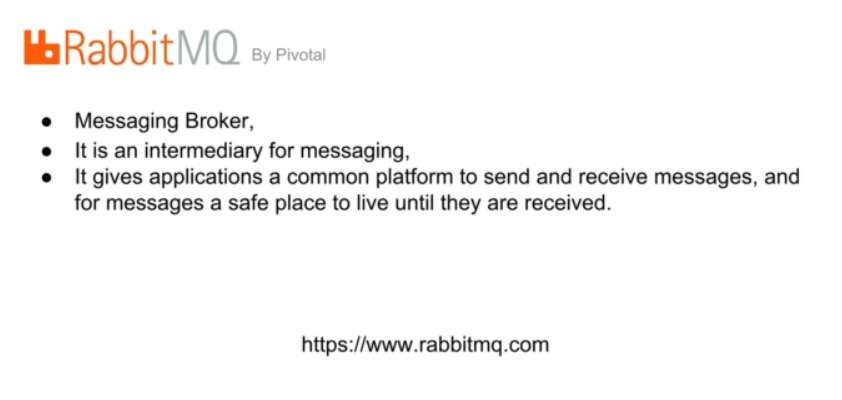 RabbitMQ By Pivotal
● Messaging Broker,
● It is an intermediary for messaging,
● It gives applications a common platform to send and receive messages, and
for messages a safe place to live until they are received.
https://www.rabbitmq.com